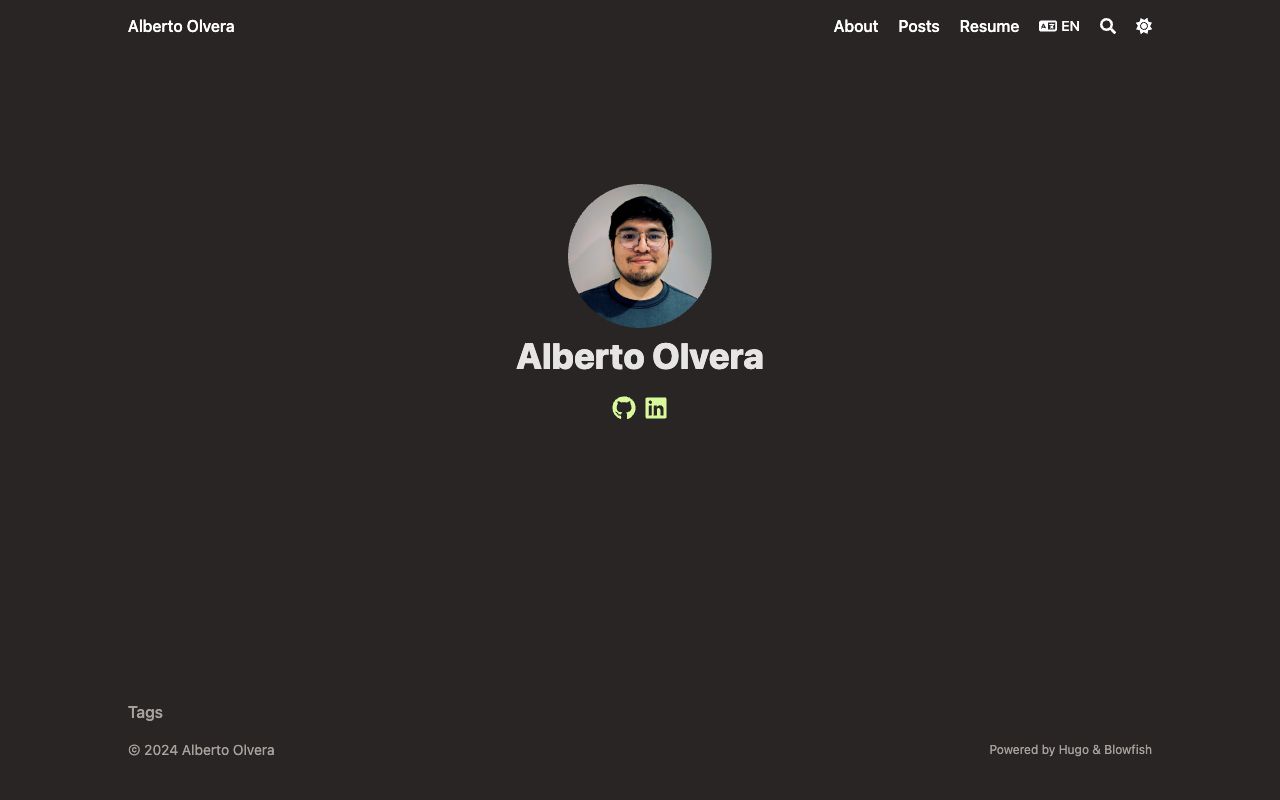 Alberto Olvera
About
Posts
Resume
EN
Alberto Olvera
Tags
© 2024 Alberto Olvera
Powered by Hugo & Blowfish